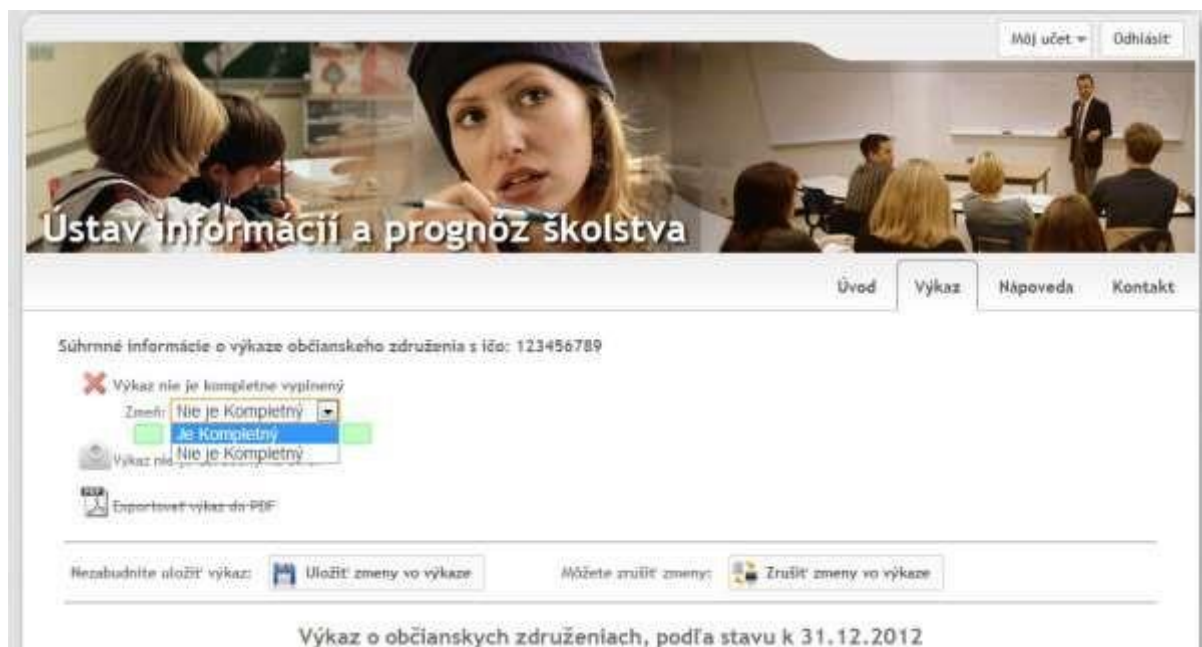 Môj účet
Odhlásiť
Ústav informácií a prognóz školstva
Úvod Výkaz Nápoveda Kontakt
Súhrnné informácie o výkaze občianskeho združenia s ičo: 123456789
Výkaz nie je kompletne vyplnený
Zmeň: Nie je Kompletný
Je Kompletný
Nie je Kompletný
Výkaz
PDF
Exportovať výkaz do PDF
Nezabudnite uložiť výkaz: Uložiť zmeny vo výkaze Môžete zrušiť zmeny: Zrušiť zmeny vo výkaze
Výkaz o občianskych združeniach, podľa stavu k 31.12.2012